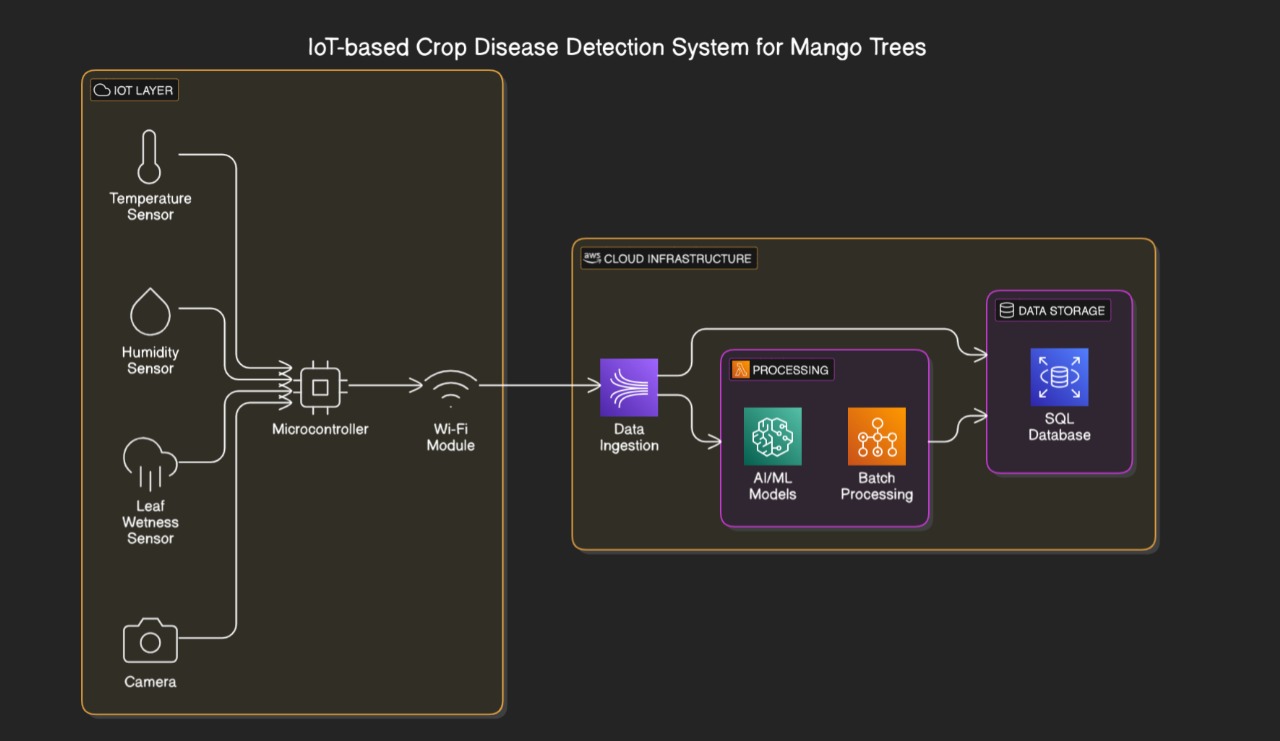 IoT-based Crop Disease Detection System for Mango Trees
IOT LAYER
Temperature
Sensor
Humidity
Sensor
Leaf
Wetness
Sensor
Camera
Microcontroller
Wi-Fi
Module
aws CLOUD INFRASTRUCTURE
Data
Ingestion
PROCESSING
AI/ML
Models
Batch
Processing
DATA STORAGE
SQL
Database